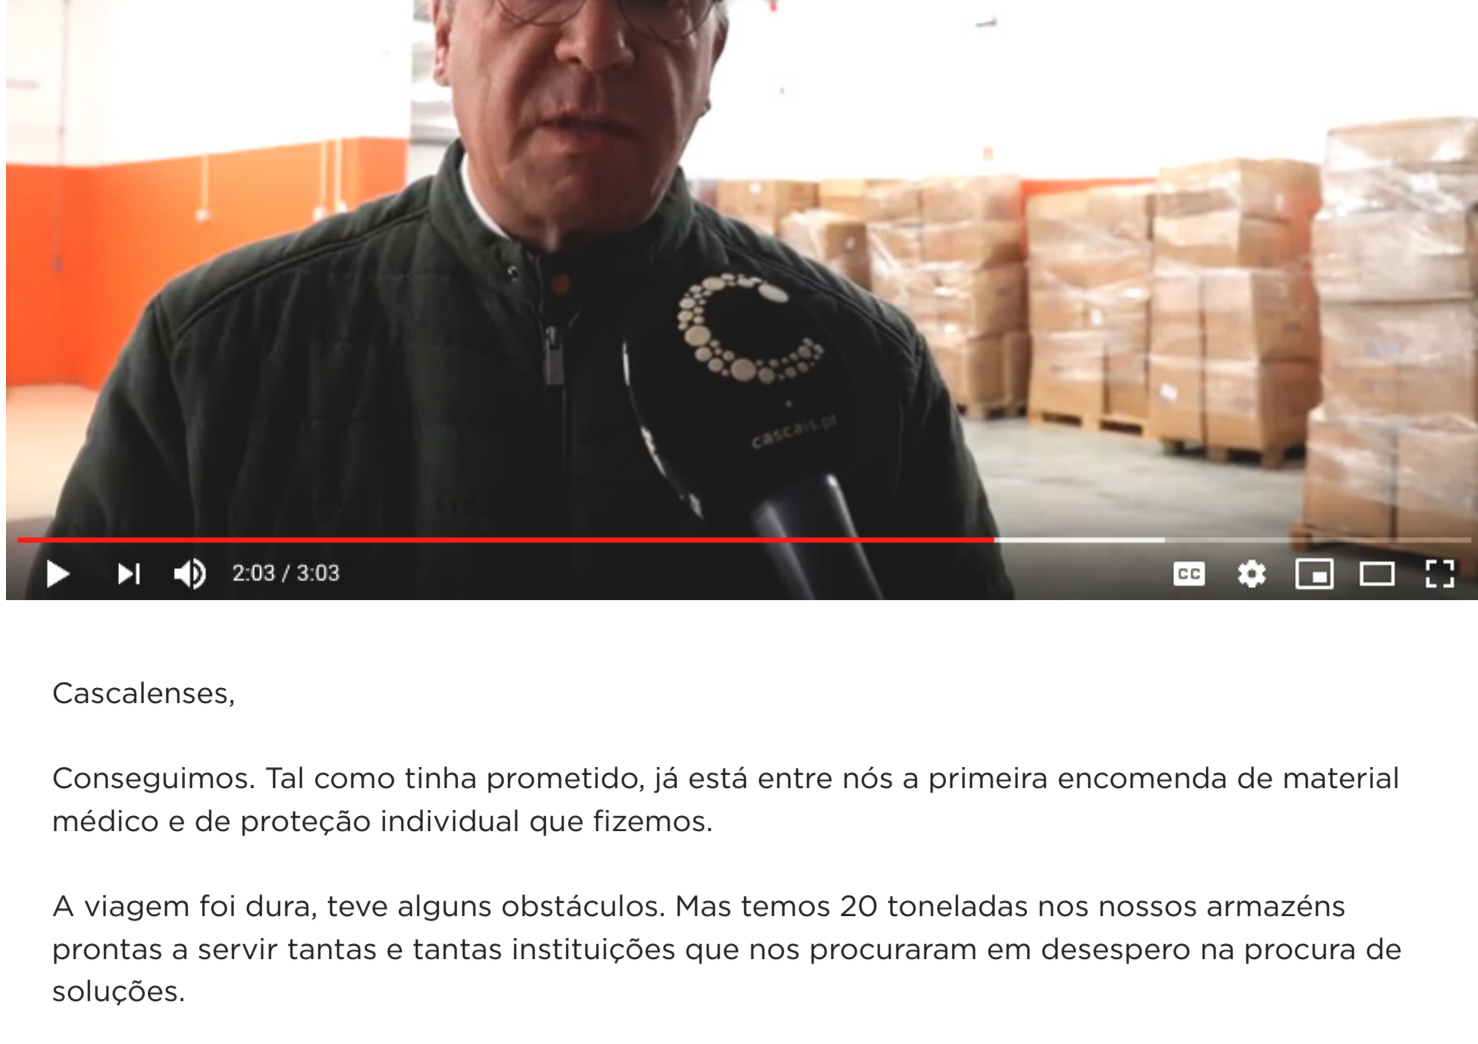 cascais.pt
2:03 / 3:03
CC
Cascalenses,
Conseguimos. Tal como tinha prometido, já está entre nós a primeira encomenda de material
médico e de proteção individual que fizemos.
A viagem foi dura, teve alguns obstáculos. Mas temos 20 toneladas nos nossos armazéns
prontas a servir tantas e tantas instituições que nos procuraram em desespero na procura de
soluções.